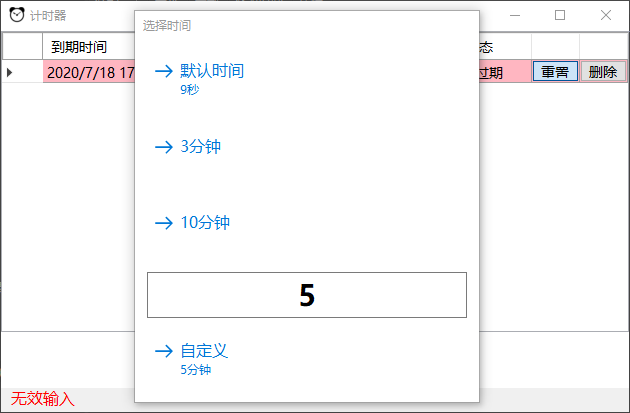 计时器
选择时间
到期时间
态
2020/7/18 17
过期
重置
删除
默认时间
9秒
3分钟
10分钟
5
自定义
5分钟
无效输入